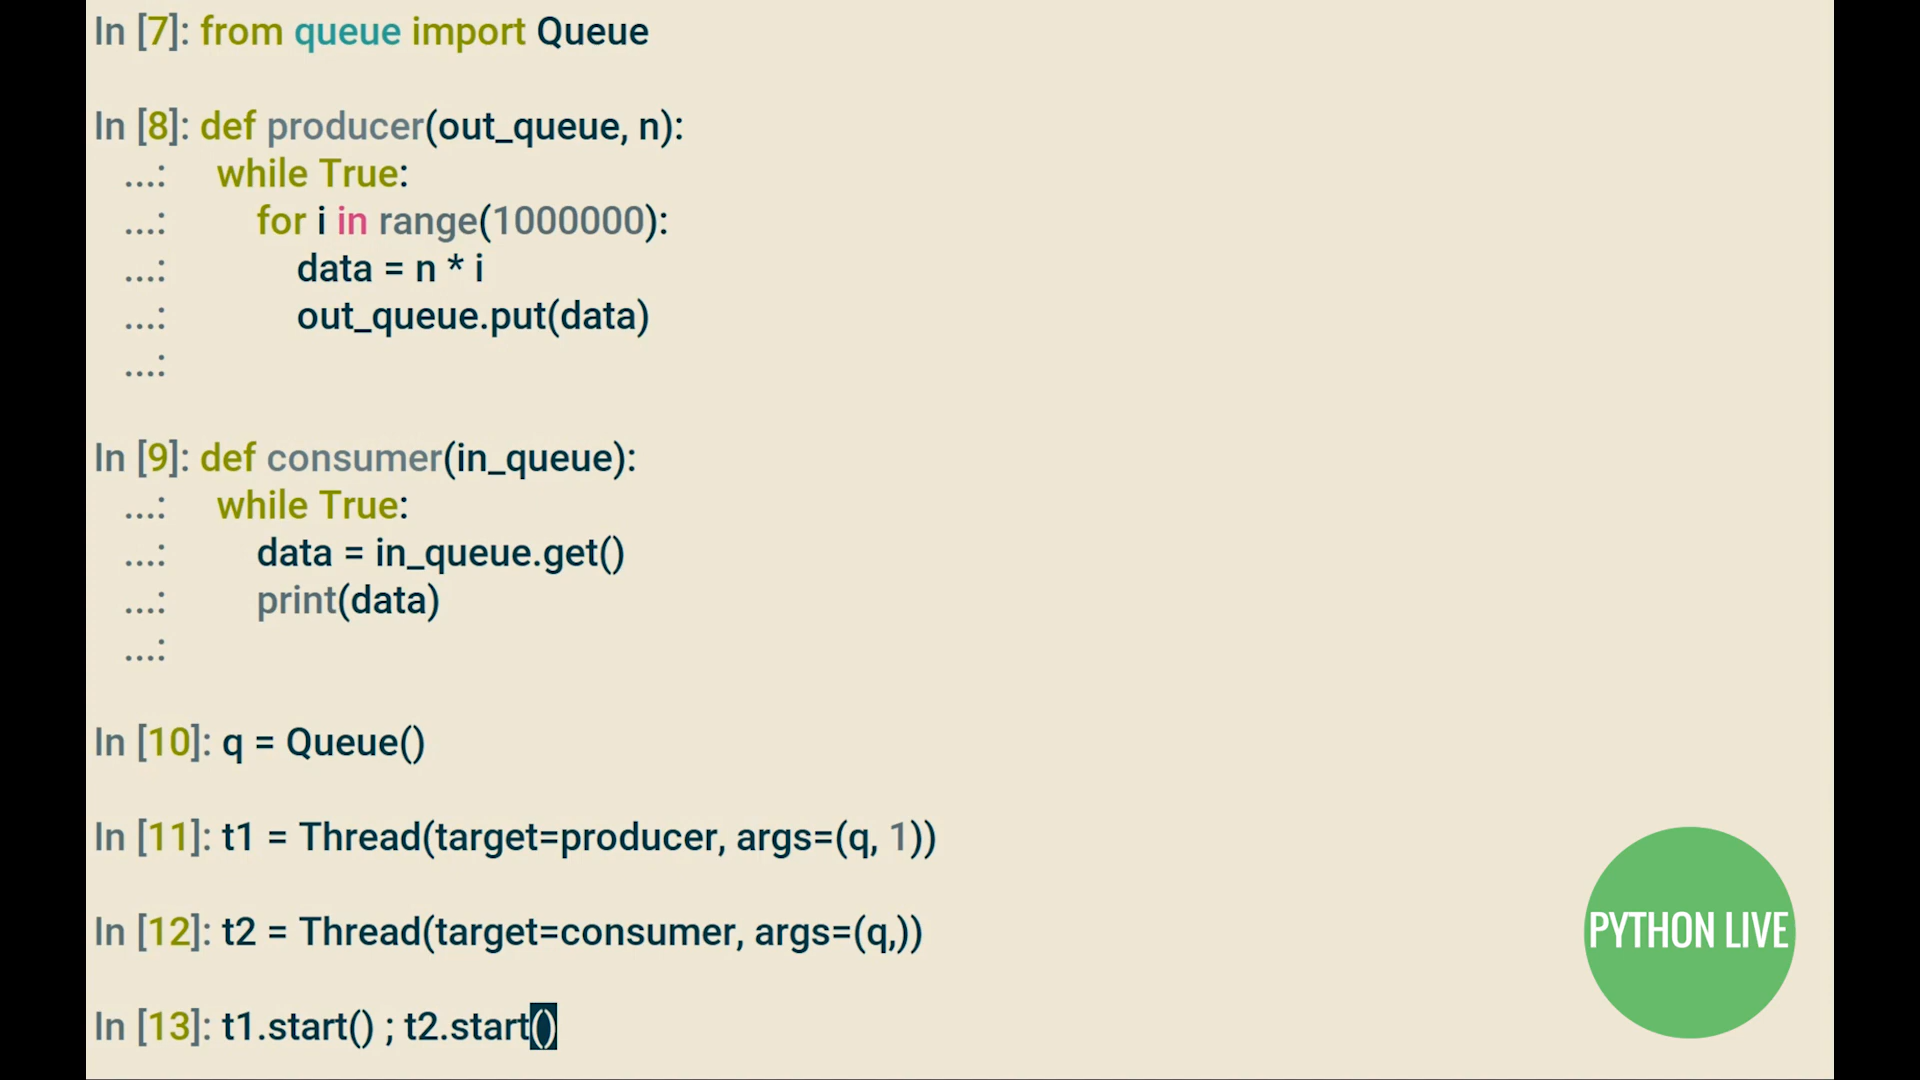 In [7]: from queue import Queue
In [8]: def producer(out_queue, n):
...: while True:
...: for i in range(1000000):
...: data = n * i
...: out_queue.put(data)
...:
In [9]: def consumer(in_queue):
...: while True:
...: data = in_queue.get()
...: print(data)
...:
In [10]: q = Queue()
In [11]: t1 = Thread(target=producer, args=(q, 1))
In [12]: t2 = Thread(target=consumer, args=(q,))
In [13]: t1.start() ; t2.start()
PYTHON LIVE